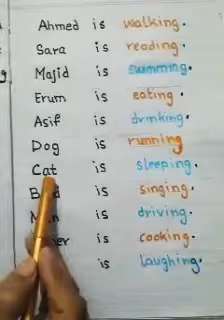 Ahmed is walking.
Sara is reading.
Majid is swimming.
Erum is eating.
Asif is drinking.
Dog is running
Cat is sleeping.
is singing.
is driving.
is cooking.
is laughing.